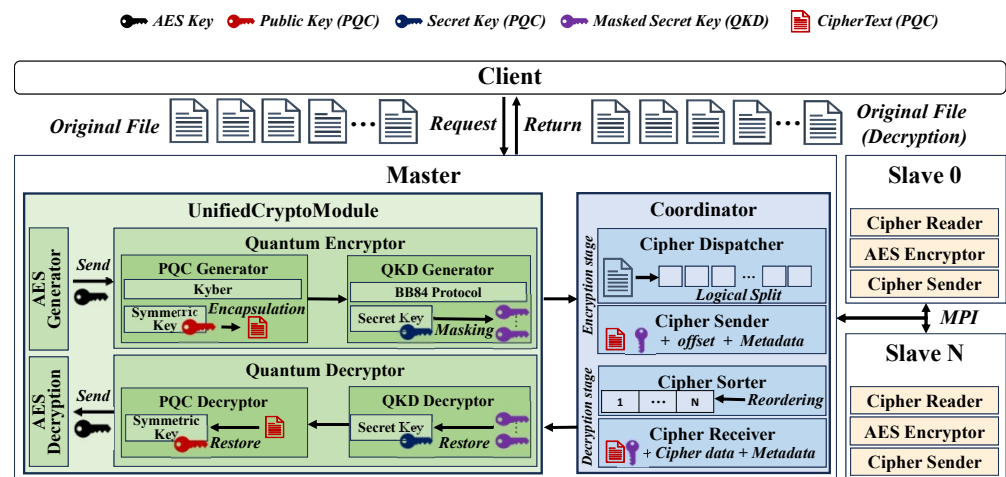 AES Key
Public Key (PQC)
Secret Key (PQC)
Masked Secret Key (QKD)
CipherText (PQC)
Client
Original File
Request
Return
Original File
(Decryption)
Master
UnifiedCryptoModule
AES
Generator
Send
Quantum Encryptor
PQC Generator
Kyber
Symmetric
Key
Encapsulation
QKD Generator
BB84 Protocol
Secret Key
Masking
AES
Decryption
Send
Quantum Decryptor
PQC Decryptor
Symmetric
Key
Restore
QKD Decryptor
Secret Key
Restore
Coordinator
Encryption stage
Cipher Dispatcher
...
Logical Split
Cipher Sender
+ offset + Metadata
Decryption stage
Cipher Sorter
1 ... N
Reordering
Cipher Receiver
+ Cipher data + Metadata
Slave 0
Cipher Reader
AES Encryptor
Cipher Sender
MPI
Slave N
Cipher Reader
AES Encryptor
Cipher Sender